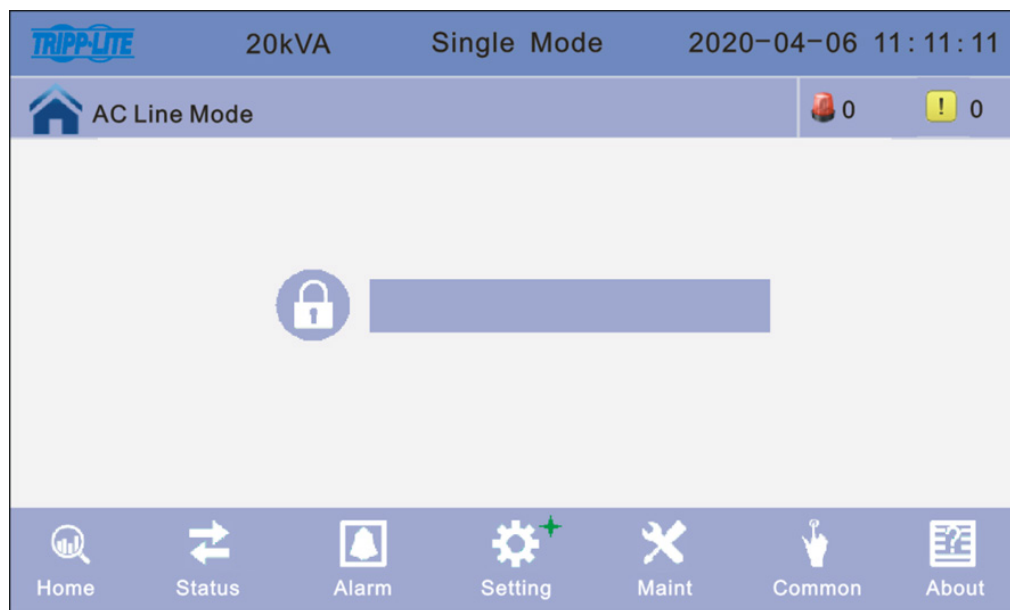 TRIPP-LITE 20kVA Single Mode 2020-04-06 11:11:11
AC Line Mode 0 ! 0
Home Status Alarm Setting Maint Common About